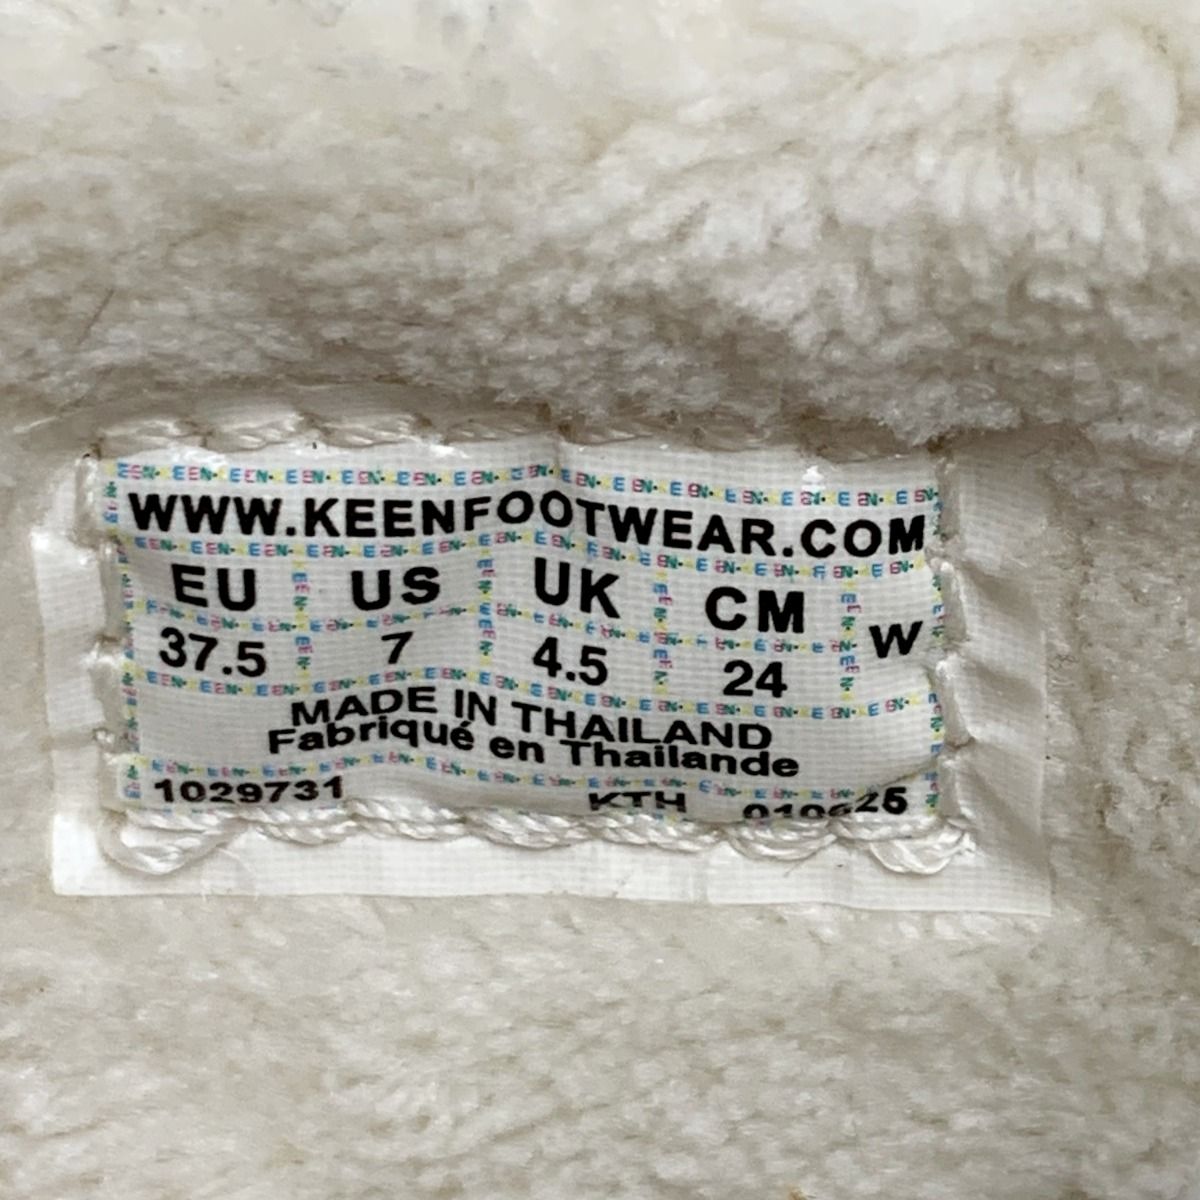 WWW.KEENFOOTWEAR.COM
EU US UK CM W
37.5 7 4.5 24
MADE IN THAILAND
Fabriqué en Thailande
1029731 KTH